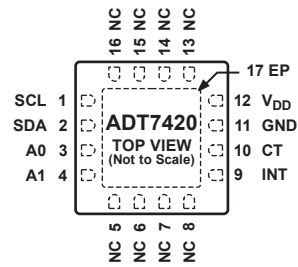 16 NC
15 NC
14 NC
13 NC
17 EP
SCL 1
SDA 2
A0 3
A1 4
ADT7420
TOP VIEW
(Not to Scale)
12 VDD
11 GND
10 CT
9 INT
NC 5
NC 6
NC 7
NC 8